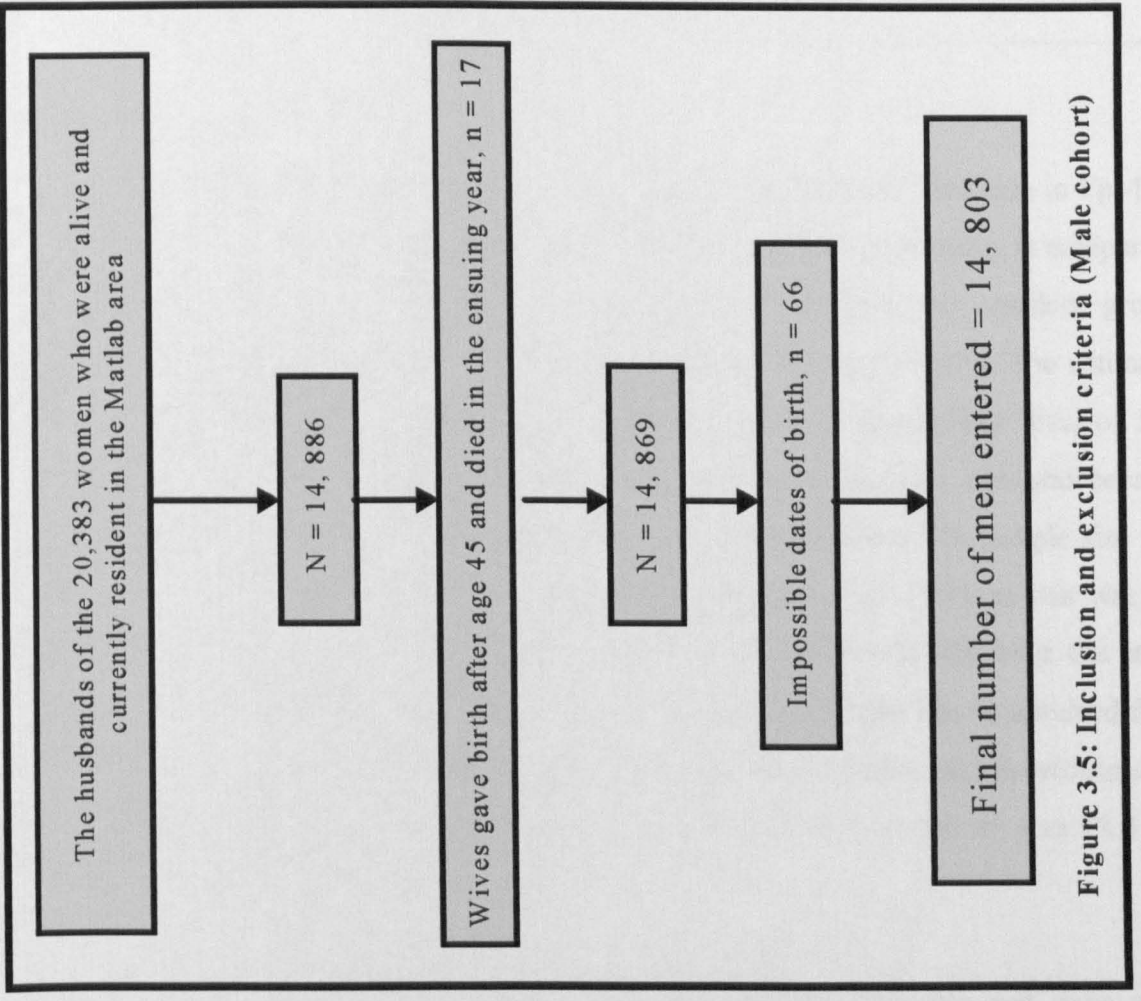 The husbands of the 20,383 women who were alive and
currently resident in the Matlab area
N = 14, 886
Wives gave birth after age 45 and died in the ensuing year, n = 17
N = 14, 869
Impossible dates of birth, n = 66
Final number of men entered = 14, 803
Figure 3.5: Inclusion and exclusion criteria (Male cohort)